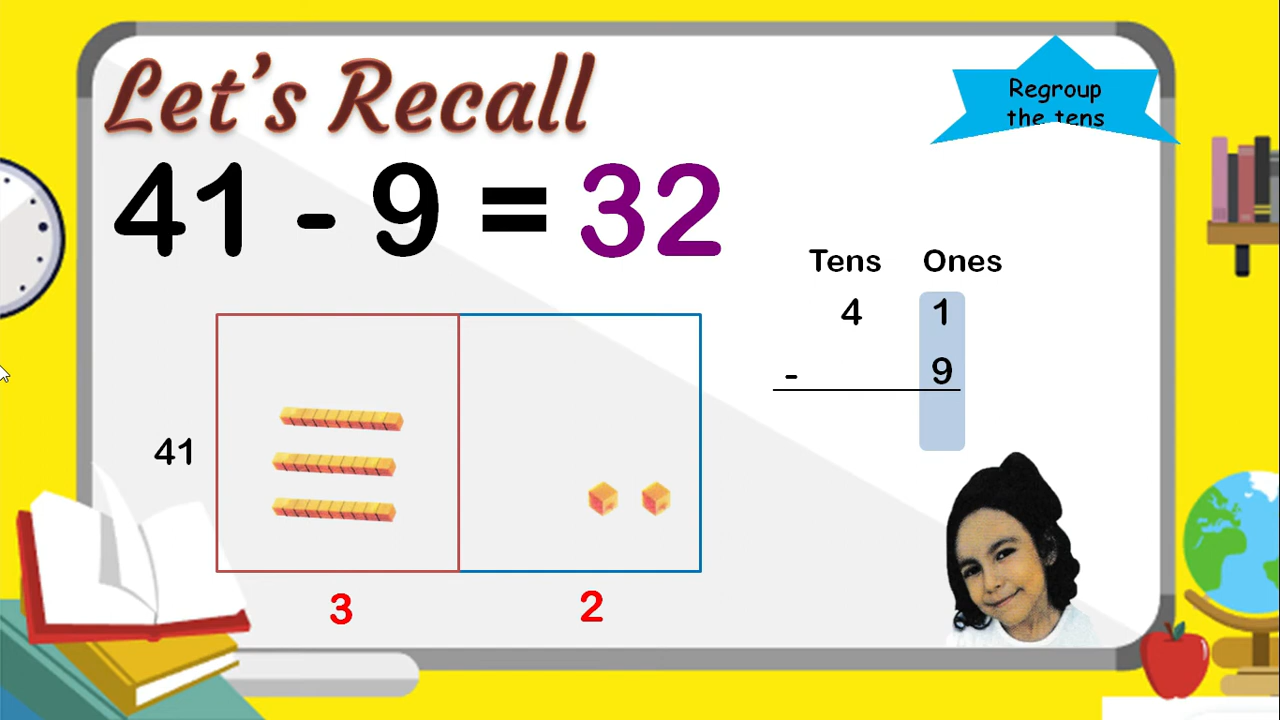 Let's Recall
Regroup
the tens
41 - 9 = 32
Tens Ones
4 1
- 9
41
3 2